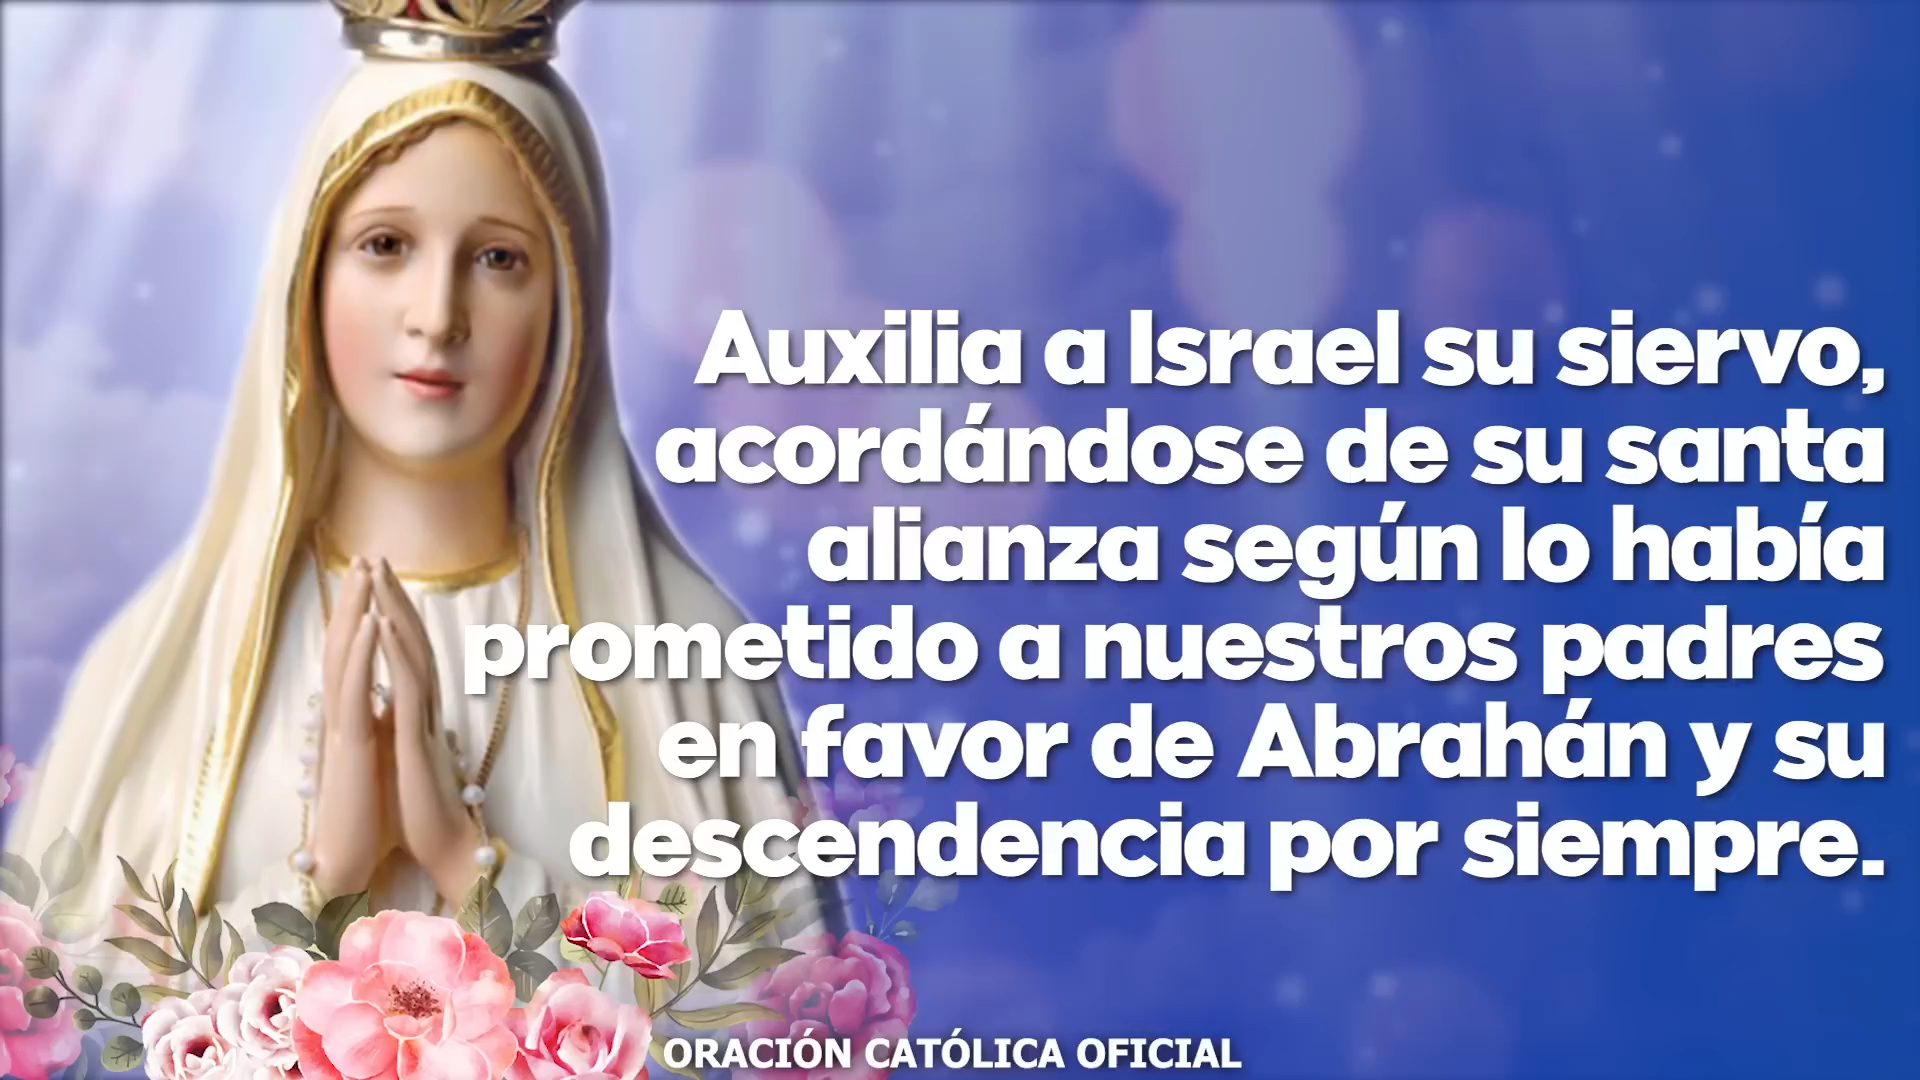 Auxilia a Israel su siervo,
acordándose de su santa
alianza según lo había
prometido a nuestros padres
en favor de Abrahán y su
descendencia por siempre.
ORACIÓN CATÓLICA OFICIAL